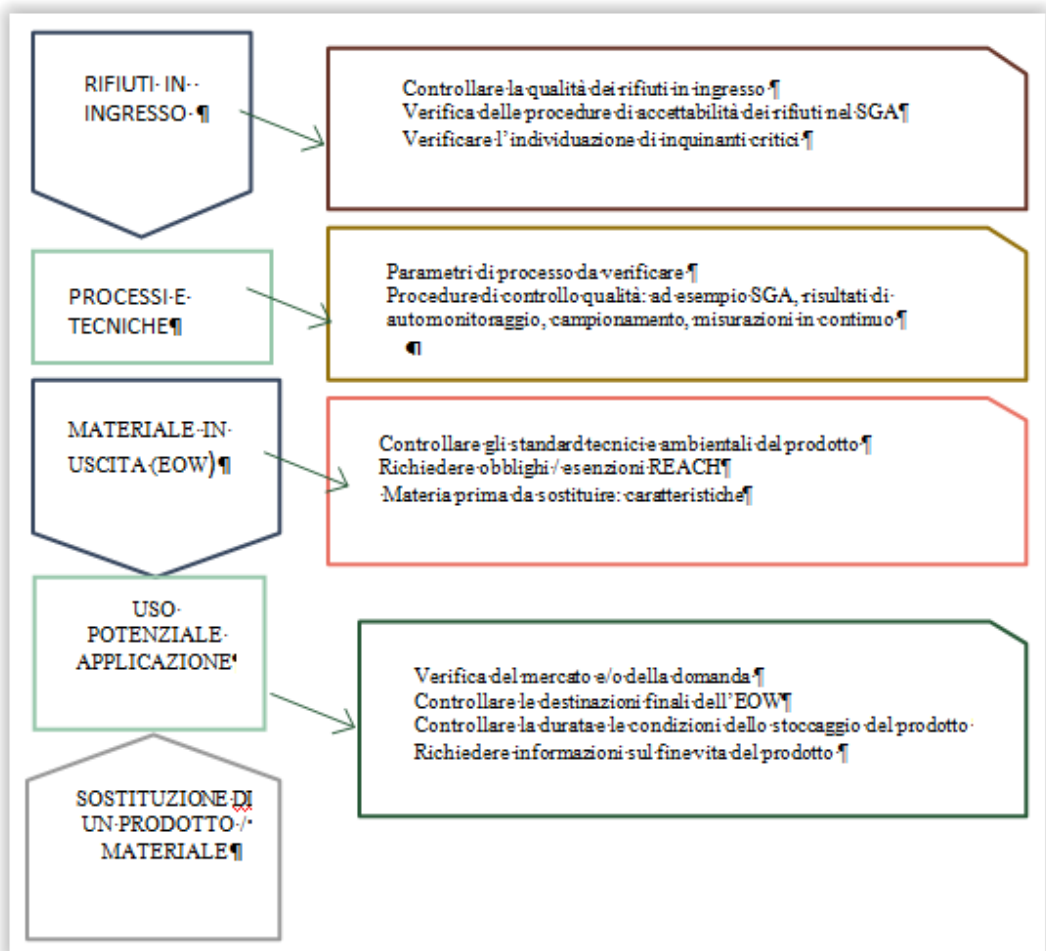 RIFIUTI IN
INGRESSO ¶
Controllare la qualità dei rifiuti in ingresso ¶
Verifica delle procedure di accettabilità dei rifiuti nel SGA¶
Verificare l'individuazione di inquinanti critici ¶
PROCESSI E
TECNICHE¶
Parametri di processo da verificare ¶
Procedure di controllo qualità: ad esempio SGA, risultati di
automonitoraggio, campionamento, misurazioni in continuo ¶
¶
MATERIALE IN
USCITA (EOW)¶
Controllare gli standard tecnici e ambientali del prodotto ¶
Richiedere obblighi / esenzioni REACH¶
Materia prima da sostituire: caratteristiche¶
USO
POTENZIALE
APPLICAZIONE¶
Verifica del mercato e/o della domanda ¶
Controllare le destinazioni finali dell'EOW¶
Controllare la durata e le condizioni dello stoccaggio del prodotto
Richiedere informazioni sul fine vita del prodotto ¶
SOSTITUZIONE DI
UN PRODOTTO /
MATERIALE¶